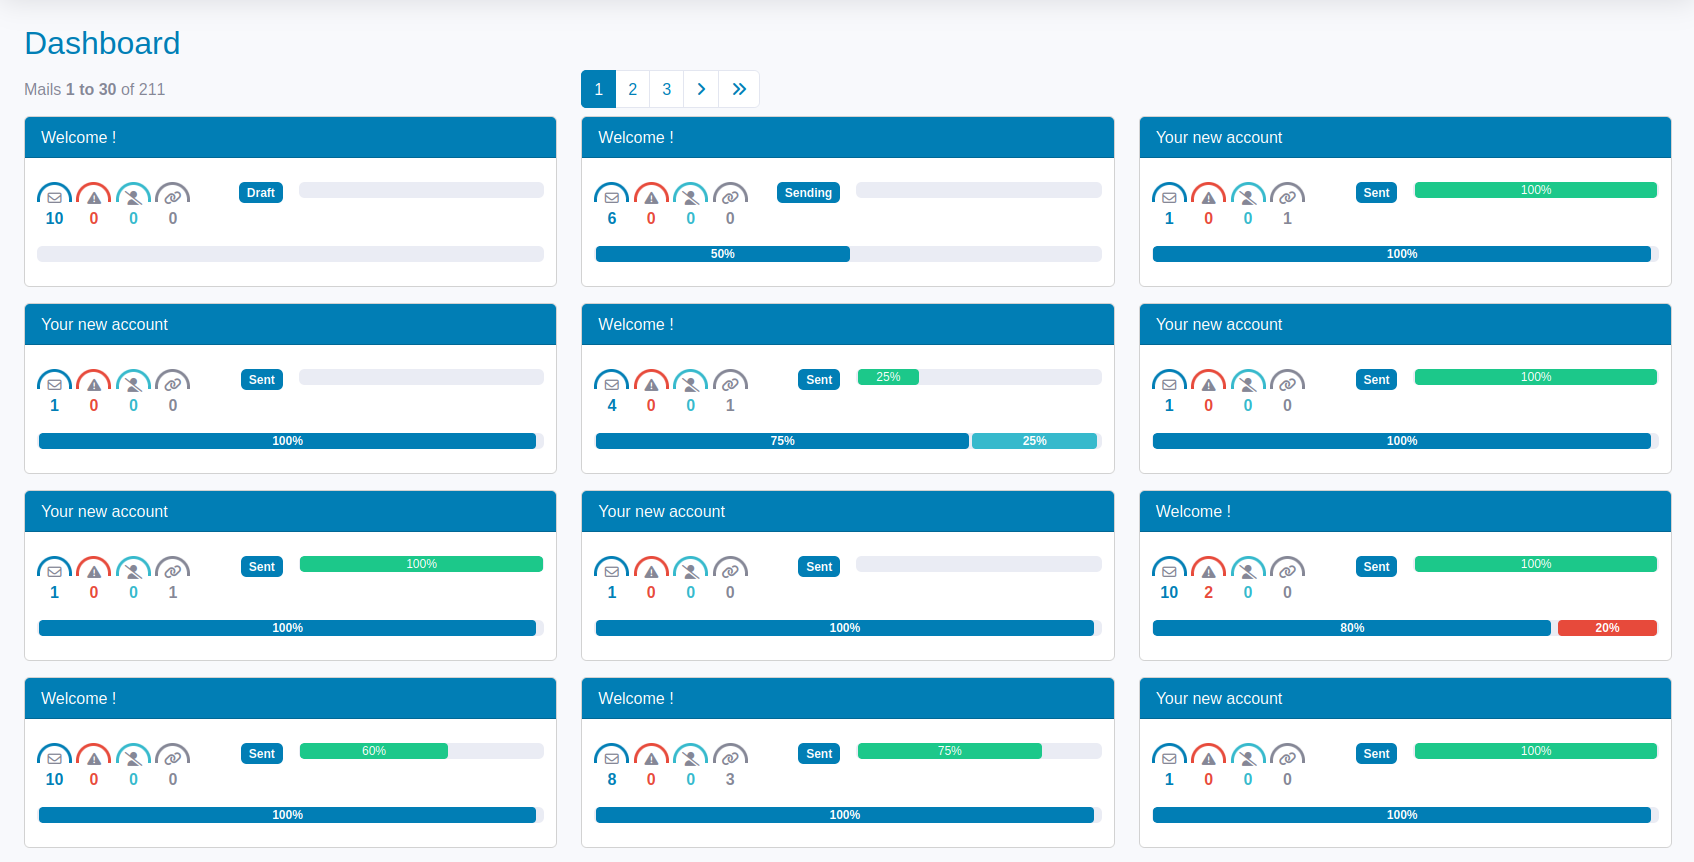 Dashboard
Mails 1 to 30 of 211
1 2 3
Welcome !
Draft
10 0 0 0
Welcome !
Sending
6 0 0 0
50%
Your new account
Sent 100%
1 0 0 1
100%
Your new account
Sent
1 0 0 0
100%
Welcome !
Sent 25%
4 0 0 1
75% 25%
Your new account
Sent 100%
1 0 0 0
100%
Your new account
Sent 100%
1 0 0 1
100%
Your new account
Sent
1 0 0 0
100%
Welcome !
Sent 100%
10 2 0 0
80% 20%
Welcome !
Sent 60%
10 0 0 0
100%
Welcome !
Sent 75%
8 0 0 3
100%
Your new account
Sent 100%
1 0 0 0
100%